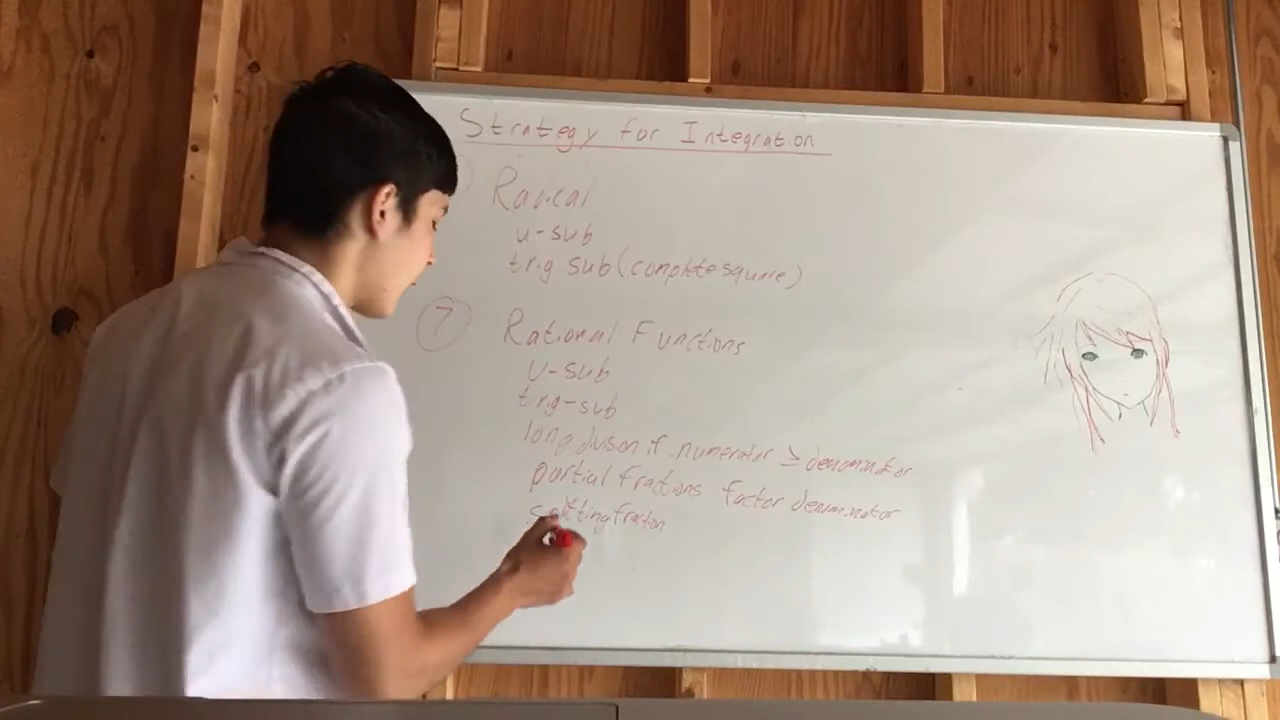 Strategy for Integration
Radical
u-sub
trig sub (complete square)
7 Rational Functions
u-sub
trig-sub
long divison if numerator ≥ denominator
partial fractions factor denominator
splitting fraction